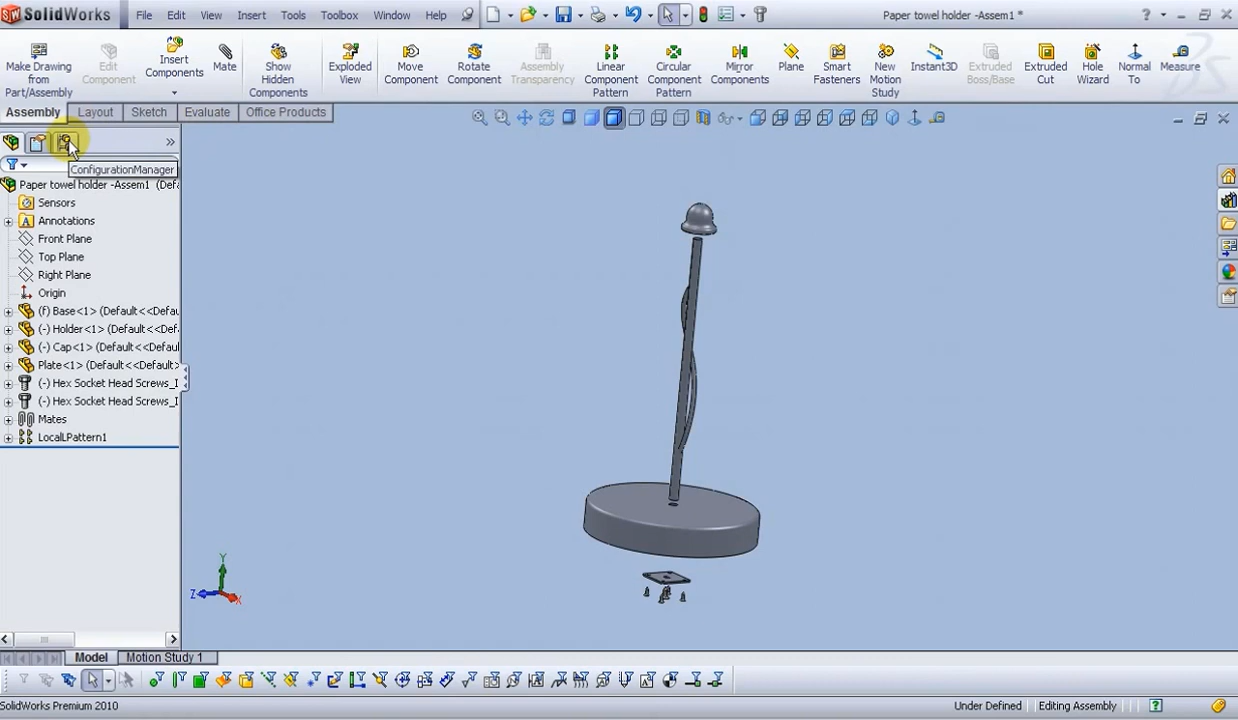 SolidWorks File Edit View Insert Tools Toolbox Window Help Paper towel holder -Assem1 *
Make Drawing from Part/Assembly
Edit Component
Insert Components
Mate
Show Hidden Components
Exploded View
Move Component
Rotate Component
Assembly Transparency
Linear Component Pattern
Circular Component Pattern
Mirror Components
Plane
Smart Fasteners
New Motion Study
Instant3D
Extruded Boss/Base
Extruded Cut
Hole Wizard
Normal To
Measure
Assembly Layout Sketch Evaluate Office Products
ConfigurationManager
Paper towel holder -Assem1 (Defa
Sensors
Annotations
Front Plane
Top Plane
Right Plane
Origin
(f) Base<1> (Default<<Defau
(-) Holder<1> (Default<<Def
(-) Cap<1> (Default<<Defaul
Plate<1> (Default<<Default>
(-) Hex Socket Head Screws_I
(-) Hex Socket Head Screws_I
Mates
LocalLPattern1
Y
Z
X
Model Motion Study 1
SolidWorks Premium 2010 Under Defined Editing Assembly